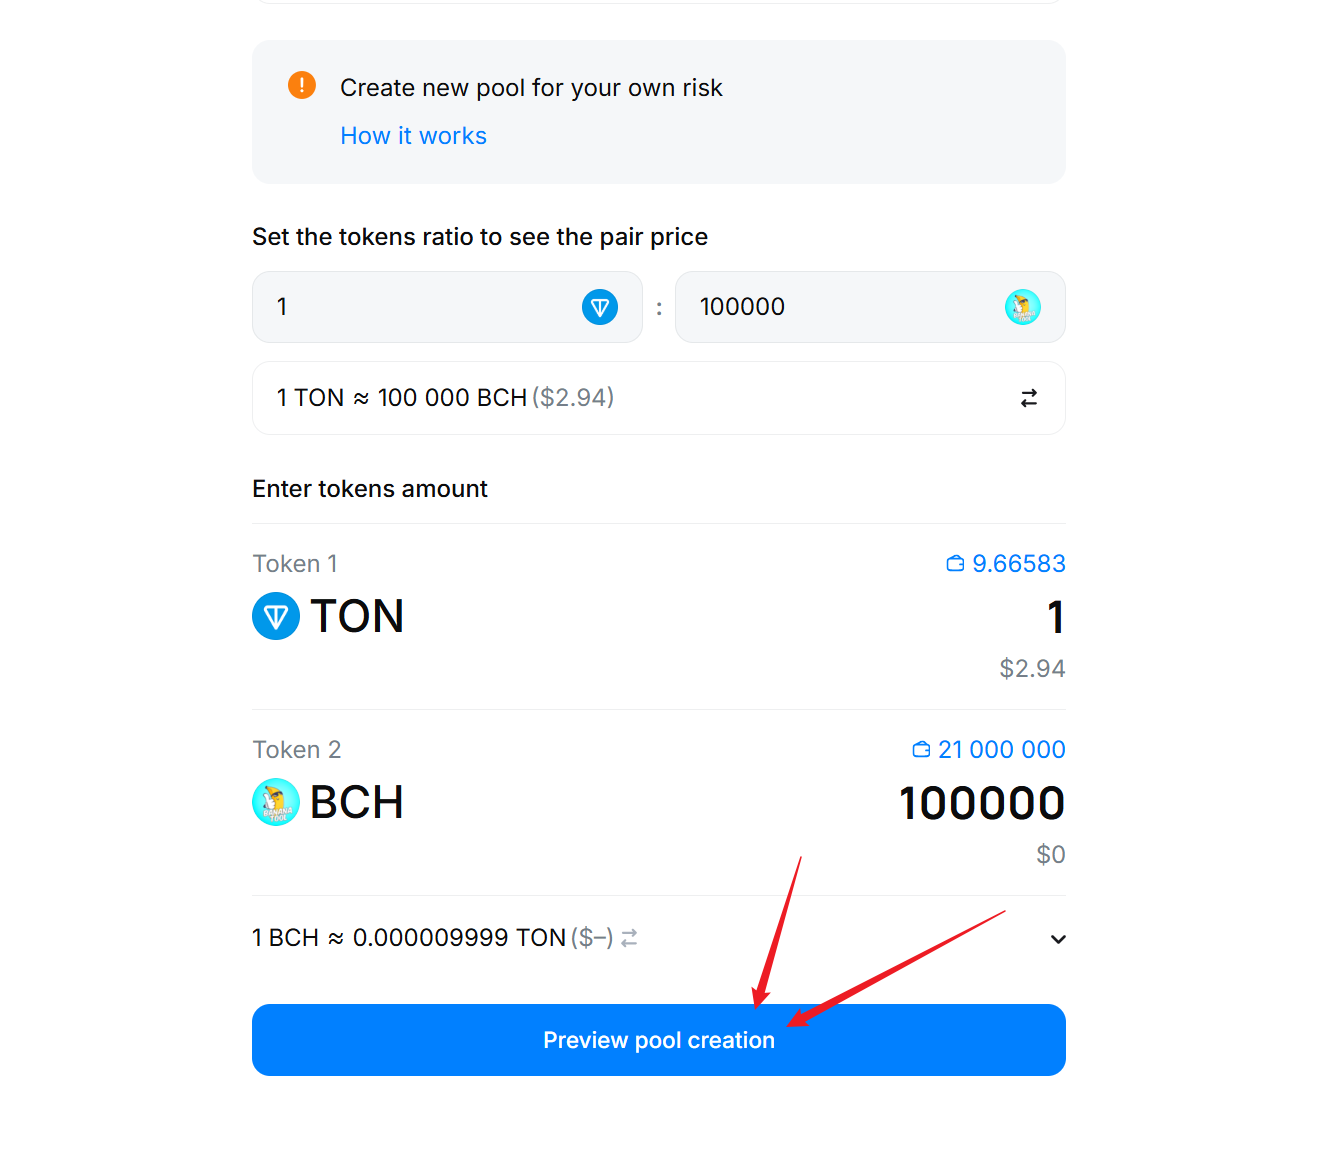 Create new pool for your own risk
How it works
Set the tokens ratio to see the pair price
1 : 100000
1 TON ≈ 100 000 BCH ($2.94)
Enter tokens amount
Token 1 9.66583
TON 1
$2.94
Token 2 21 000 000
BCH 100000
BANANA
TOOL
$0
1 BCH ≈ 0.000009999 TON ($–)
Preview pool creation